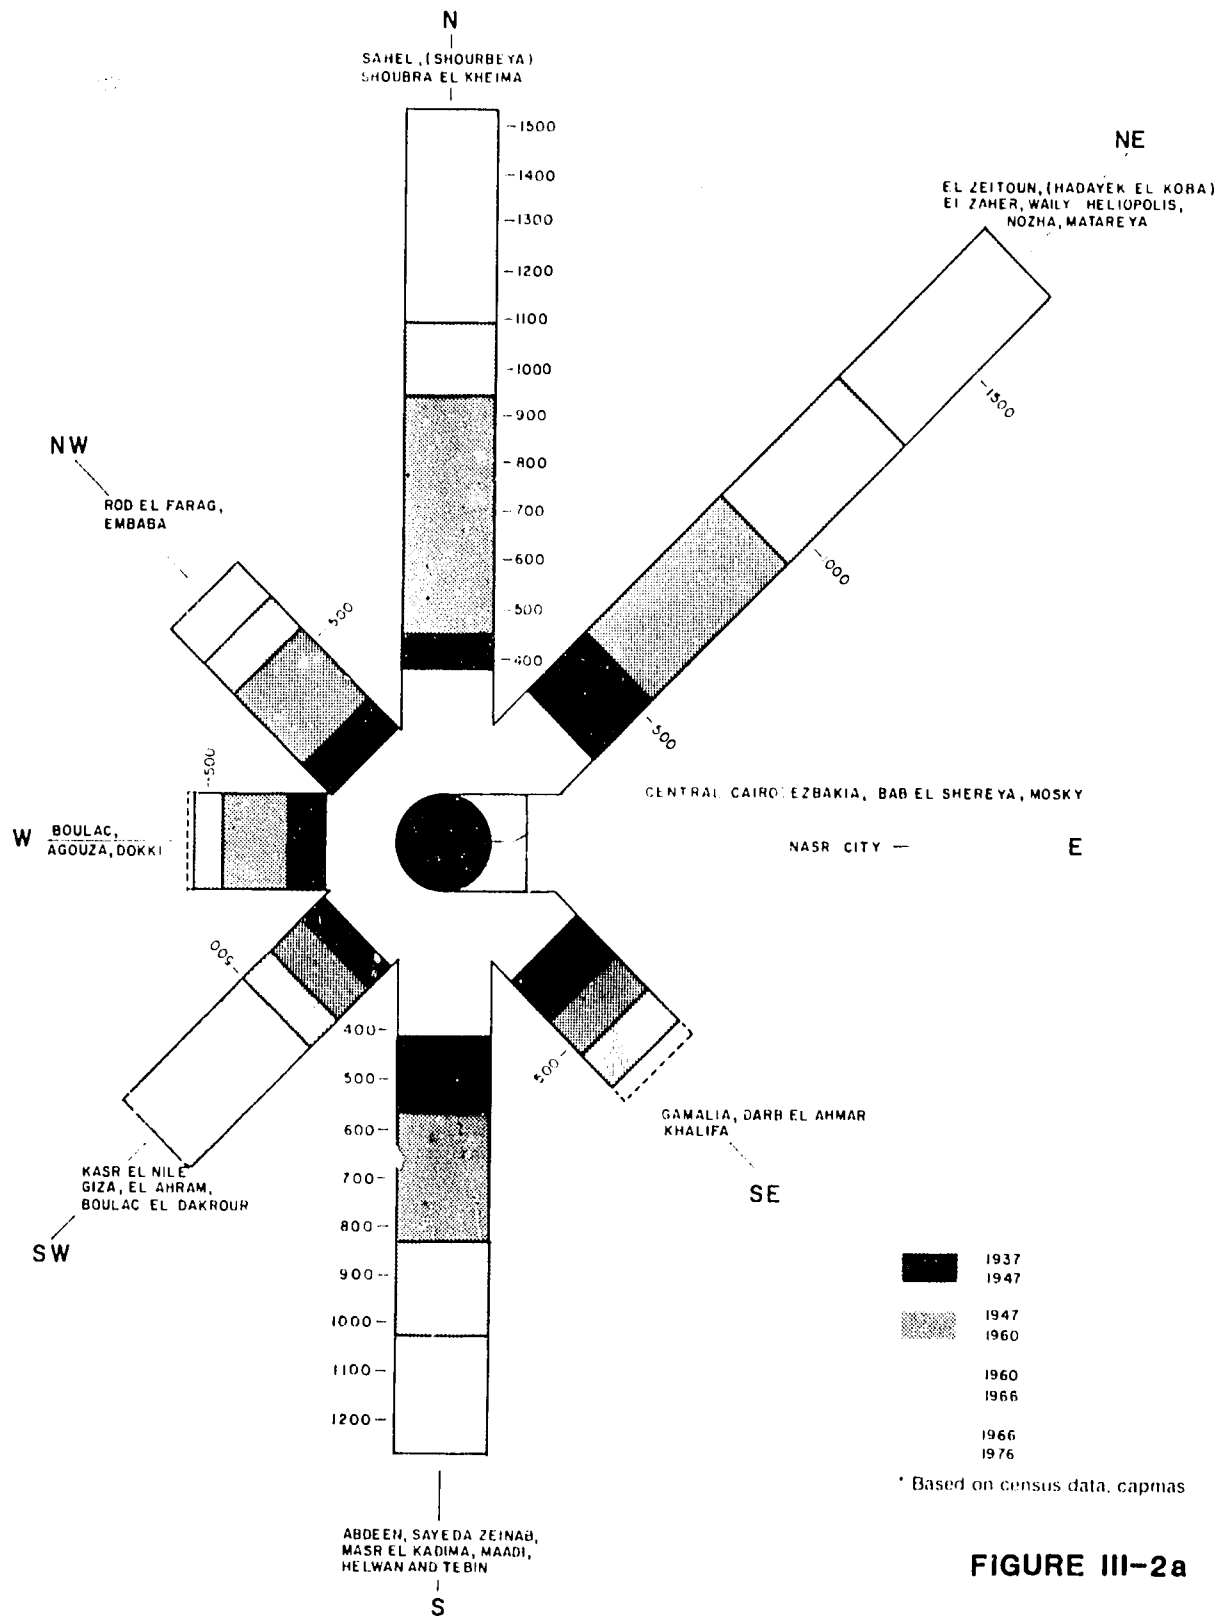 N
SAHEL, (SHOURBEYA)
SHOUBRA EL KHEIMA
-1500
-1400
-1300
-1200
-1100
-1000
-900
-800
-700
-600
-500
-400
NE
EL ZEITOUN, (HADAYEK EL KOBA)
El ZAHER, WAILY HELIOPOLIS,
NOZHA, MATAREYA
-1500
-1000
-500
NW
ROD EL FARAG,
EMBABA
-500
-500
W
BOULAC,
AGOUZA, DOKKI
CENTRAL CAIRO: EZBAKIA, BAB EL SHEREYA, MOSKY
NASR CITY —
E
500-
KASR EL NILE
GIZA, EL AHRAM,
BOULAC EL DAKROUR
SW
400-
500-
600-
700-
800-
900-
1000-
1100-
1200-
500-
GAMALIA, DARB EL AHMAR
KHALIFA
SE
1937
1947
1947
1960
1960
1966
1966
1976
* Based on census data, capmas
ABDEEN, SAYEDA ZEINAB,
MASR EL KADIMA, MAADI,
HELWAN AND TEBIN
S
FIGURE III-2a